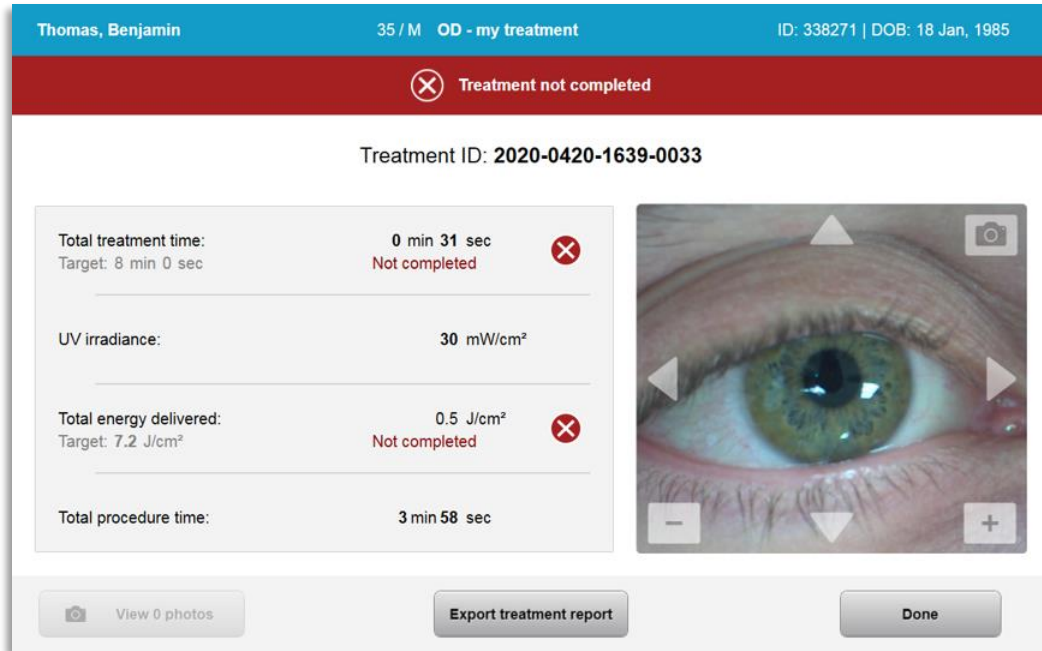 Thomas, Benjamin 35 / M OD - my treatment ID: 338271 | DOB: 18 Jan, 1985
Treatment not completed
Treatment ID: 2020-0420-1639-0033
Total treatment time: 0 min 31 sec
Target: 8 min 0 sec Not completed
UV irradiance: 30 mW/cm²
Total energy delivered: 0.5 J/cm²
Target: 7.2 J/cm² Not completed
Total procedure time: 3 min 58 sec
View 0 photos Export treatment report Done